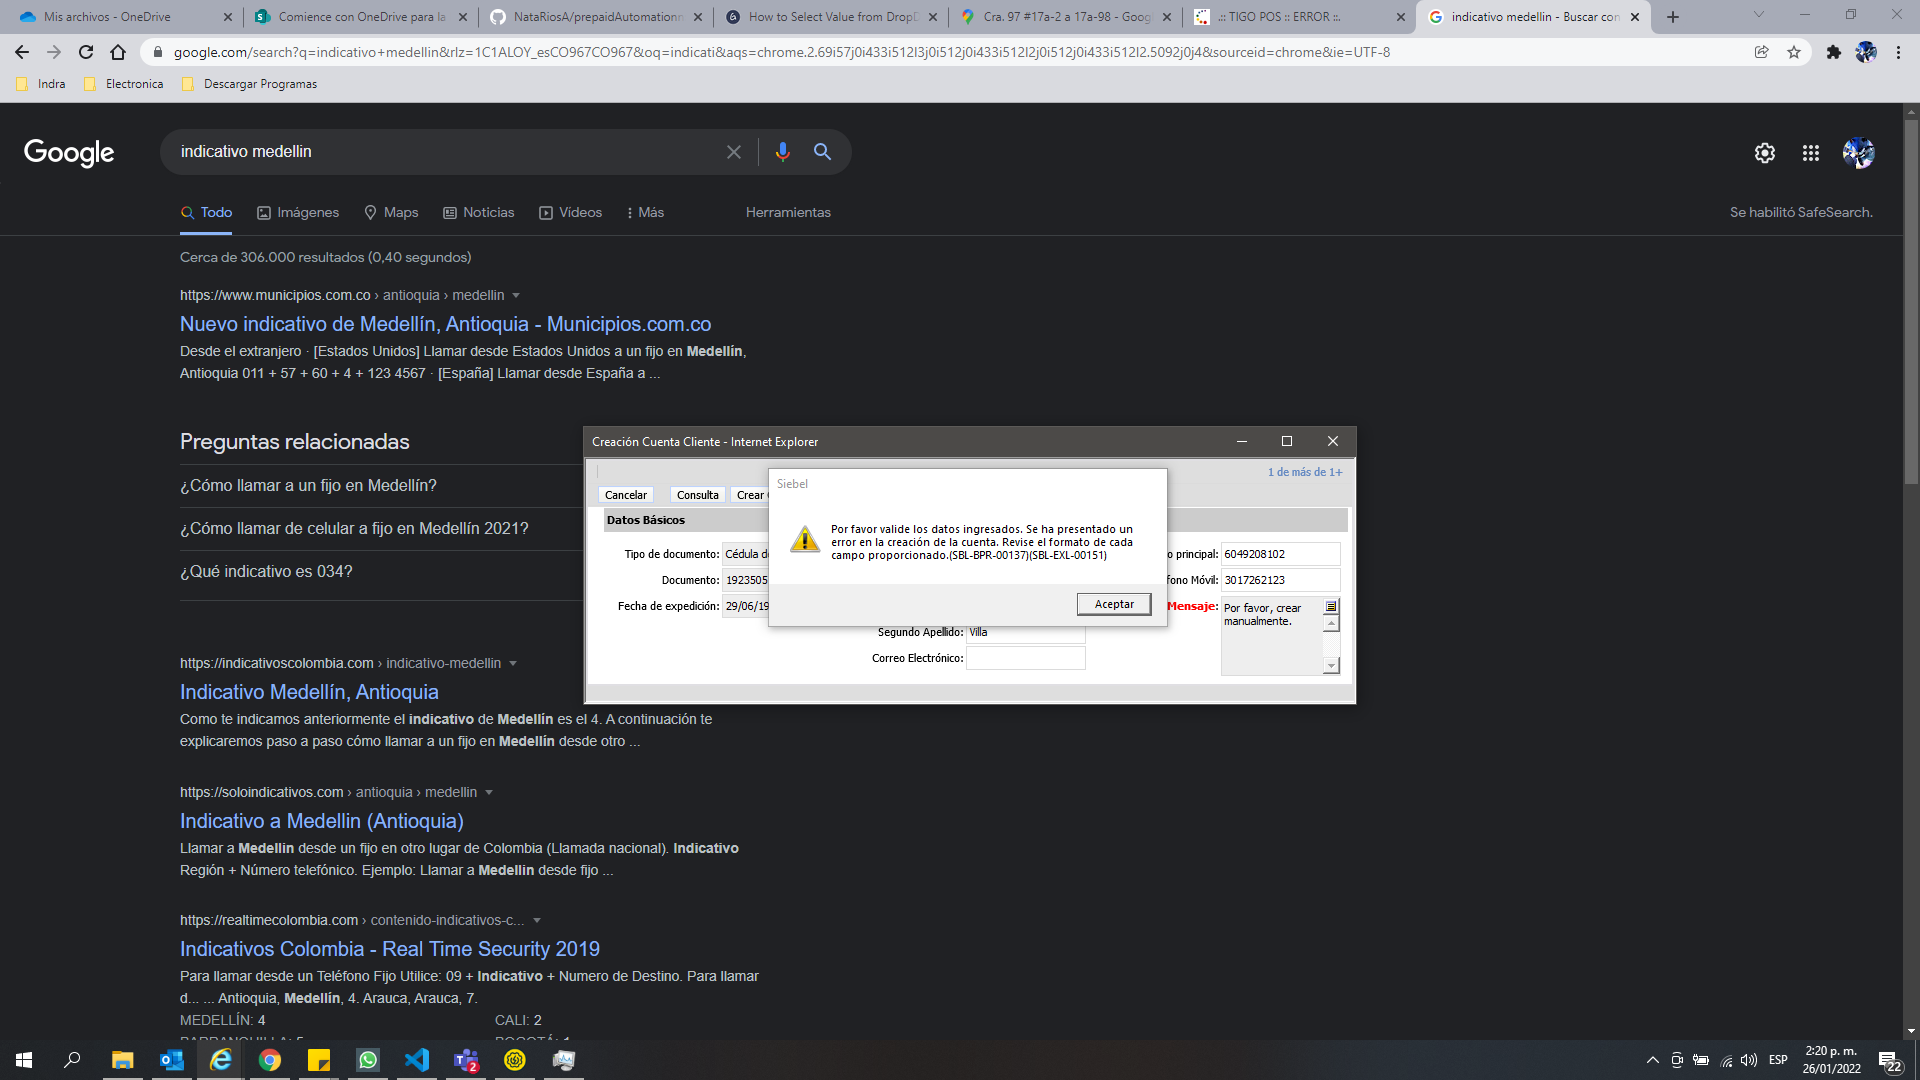 Mis archivos - OneDrive
Comience con OneDrive para la
NataRiosA/prepaidAutomationn
How to Select Value from DropD
Cra. 97 #17a-2 a 17a-98 - Goog
.:: TIGO POS :: ERROR ::.
indicativo medellin - Buscar con
google.com/search?q=indicativo+medellin&rlz=1C1ALOY_esCO967CO967&oq=indicati&aqs=chrome.2.69i57j0i433i512l3j0i512j0i433i512l2j0i512j0i433i512l2.5092j0j4&sourceid=chrome&ie=UTF-8
Indra
Electronica
Descargar Programas
Google
indicativo medellin
Todo
Imágenes
Maps
Noticias
Vídeos
Más
Herramientas
Se habilitó SafeSearch.
Cerca de 306.000 resultados (0,40 segundos)
https://www.municipios.com.co › antioquia › medellin
Nuevo indicativo de Medellín, Antioquia - Municipios.com.co
Desde el extranjero · [Estados Unidos] Llamar desde Estados Unidos a un fijo en Medellín,
Antioquia 011 + 57 + 60 + 4 + 123 4567 · [España] Llamar desde España a ...
Preguntas relacionadas
¿Cómo llamar a un fijo en Medellín?
¿Cómo llamar de celular a fijo en Medellín 2021?
¿Qué indicativo es 034?
https://indicativoscolombia.com › indicativo-medellin
Indicativo Medellín, Antioquia
Como te indicamos anteriormente el indicativo de Medellín es el 4. A continuación te
explicaremos paso a paso cómo llamar a un fijo en Medellín desde otro ...
https://soloindicativos.com › antioquia › medellin
Indicativo a Medellin (Antioquia)
Llamar a Medellin desde un fijo en otro lugar de Colombia (Llamada nacional). Indicativo
Región + Número telefónico. Ejemplo: Llamar a Medellin desde fijo ...
https://realtimecolombia.com › contenido-indicativos-c...
Indicativos Colombia - Real Time Security 2019
Para llamar desde un Teléfono Fijo Utilice: 09 + Indicativo + Numero de Destino. Para llamar
d... ... Antioquia, Medellín, 4. Arauca, Arauca, 7.
MEDELLÍN: 4
CALI: 2
BARRANQUILLA: 5
BOGOTÁ: 1
Creación Cuenta Cliente - Internet Explorer
1 de más de 1+
Cancelar
Consulta
Crear
Datos Básicos
Tipo de documento: Cédula d
Documento: 1923505
Fecha de expedición: 29/06/19
Segundo Apellido: Villa
Correo Electrónico:
o principal: 6049208102
fono Móvil: 3017262123
Mensaje: Por favor, crear
manualmente.
Siebel
Por favor valide los datos ingresados. Se ha presentado un
error en la creación de la cuenta. Revise el formato de cada
campo proporcionado.(SBL-BPR-00137)(SBL-EXL-00151)
Aceptar
2
ESP
2:20 p. m.
26/01/2022
22